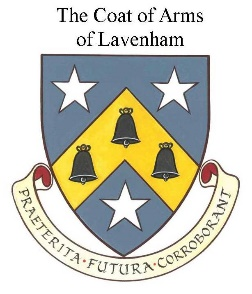 The Coat of Arms
of Lavenham
PRAETERITA·FUTURA·CORROBORANT